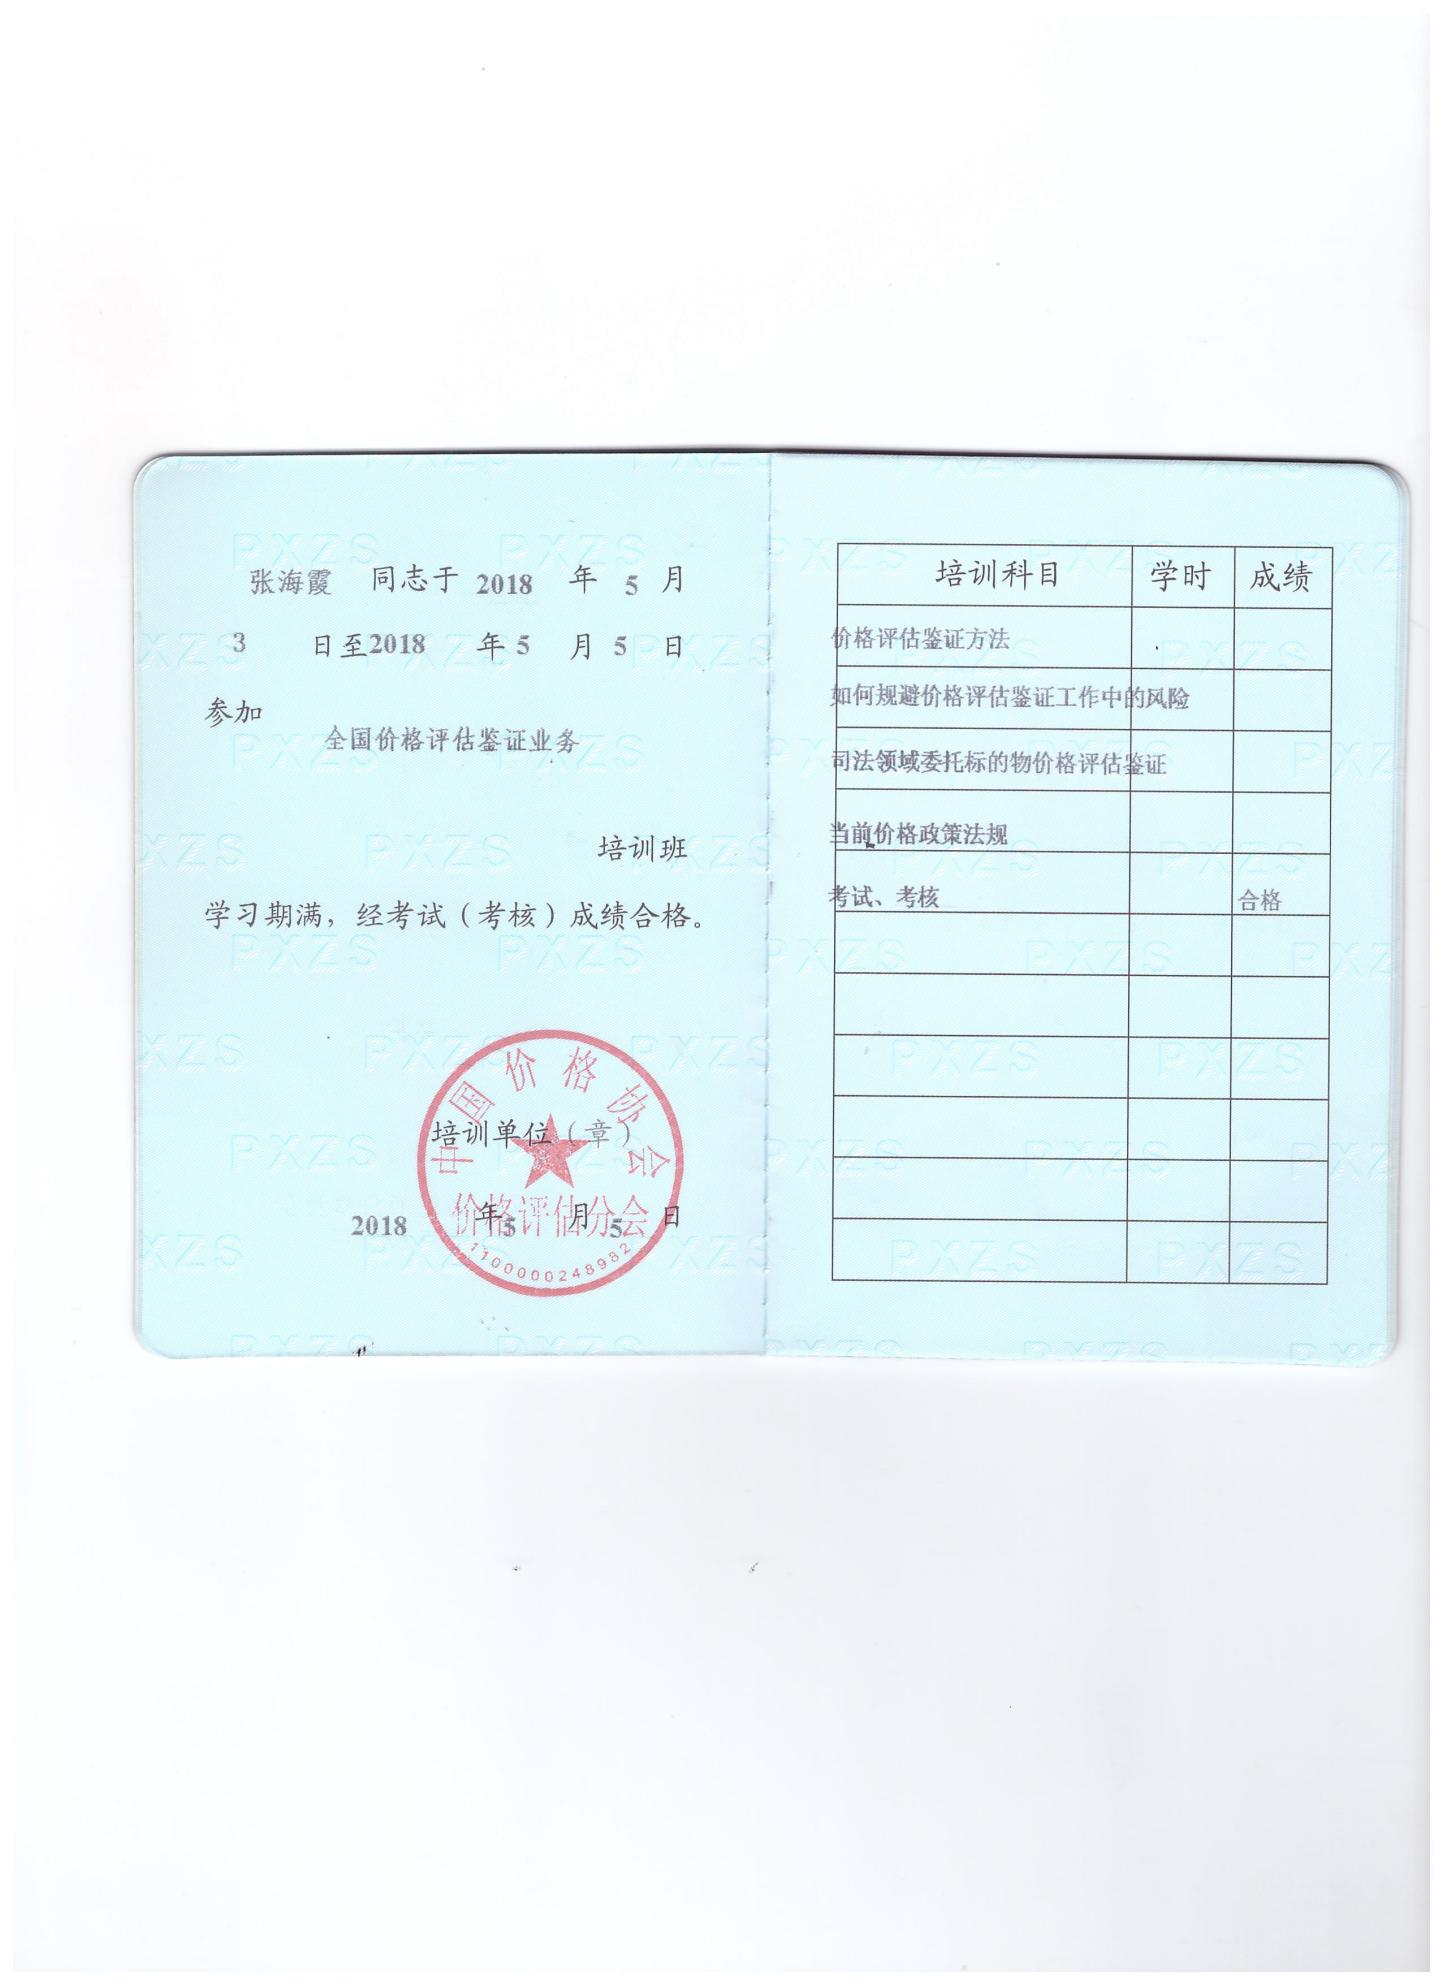 张海霞 同志于 2018 年 5 月
3 日至2018 年 5 月 5 日
参加
全国价格评估鉴证业务
培训班
学习期满，经考试（考核）成绩合格。
中国价格协会
培训单位（章）
价格评估分会
2018 年 5 月 5 日
1100000248982
培训科目 学时 成绩
价格评估鉴证方法
如何规避价格评估鉴证工作中的风险
司法领域委托标的物价格评估鉴证
当前价格政策法规
考试、考核 合格
PXZS